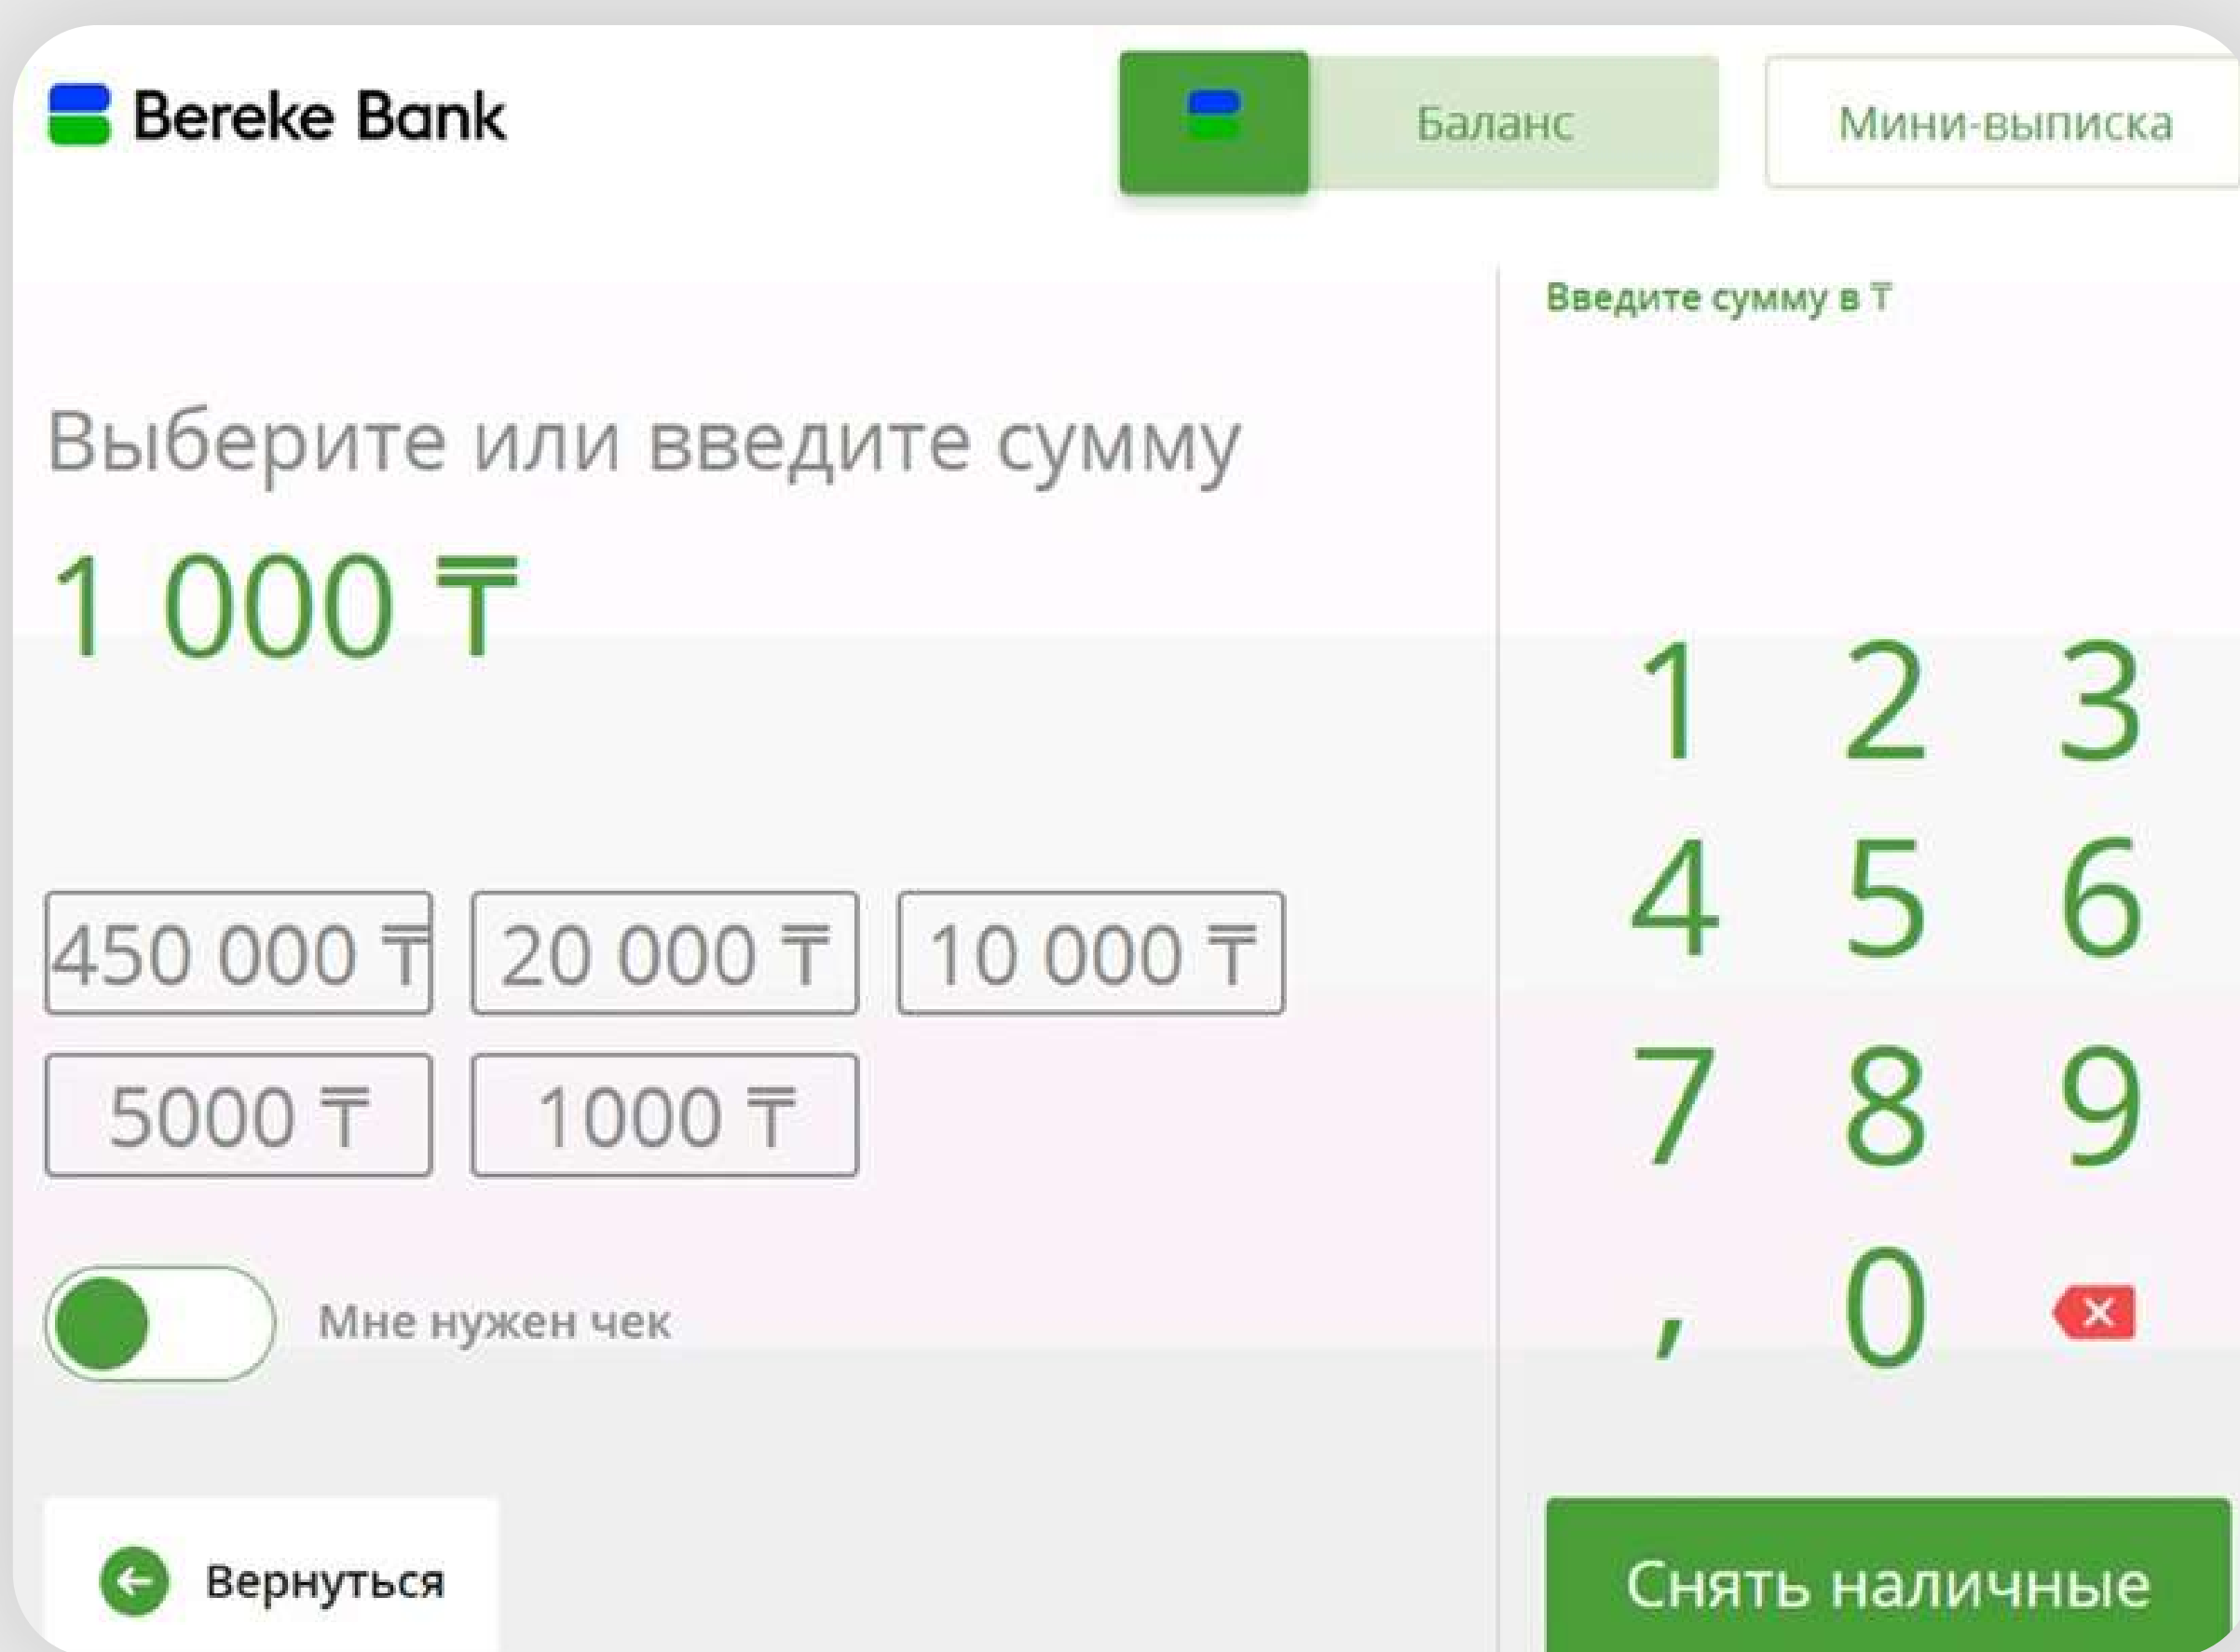 Bereke Bank
Баланс
Мини-выписка
Введите сумму в ₸
Выберите или введите сумму
1 000 ₸
450 000 ₸
20 000 ₸
10 000 ₸
5000 ₸
1000 ₸
Мне нужен чек
Вернуться
1 2 3
4 5 6
7 8 9
, 0
Снять наличные